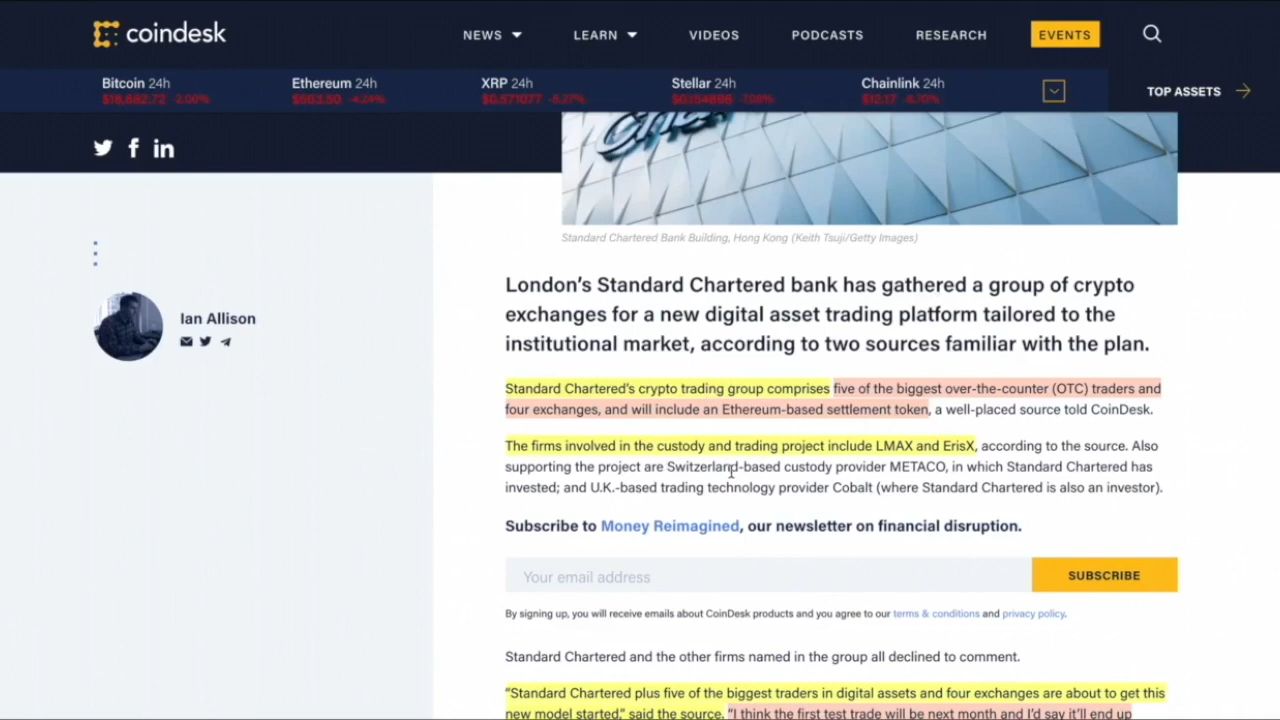 coindesk
NEWS
LEARN
VIDEOS
PODCASTS
RESEARCH
EVENTS
Bitcoin 24h
Ethereum 24h
XRP 24h
Stellar 24h
Chainlink 24h
TOP ASSETS
-2.00%
-4.24%
$12.17
Standard Chartered Bank Building, Hong Kong (Keith Tsuji/Getty Images)
Ian Allison
London’s Standard Chartered bank has gathered a group of crypto
exchanges for a new digital asset trading platform tailored to the
institutional market, according to two sources familiar with the plan.
Standard Chartered’s crypto trading group comprises five of the biggest over-the-counter (OTC) traders and
four exchanges, and will include an Ethereum-based settlement token, a well-placed source told CoinDesk.
The firms involved in the custody and trading project include LMAX and ErisX, according to the source. Also
supporting the project are Switzerland-based custody provider METACO, in which Standard Chartered has
invested; and U.K.-based trading technology provider Cobalt (where Standard Chartered is also an investor).
Subscribe to Money Reimagined, our newsletter on financial disruption.
Your email address
SUBSCRIBE
By signing up, you will receive emails about CoinDesk products and you agree to our terms & conditions and privacy policy.
Standard Chartered and the other firms named in the group all declined to comment.
“Standard Chartered plus five of the biggest traders in digital assets and four exchanges are about to get this
new model started,” said the source. “I think the first test trade will be next month and I’d say it’ll end up